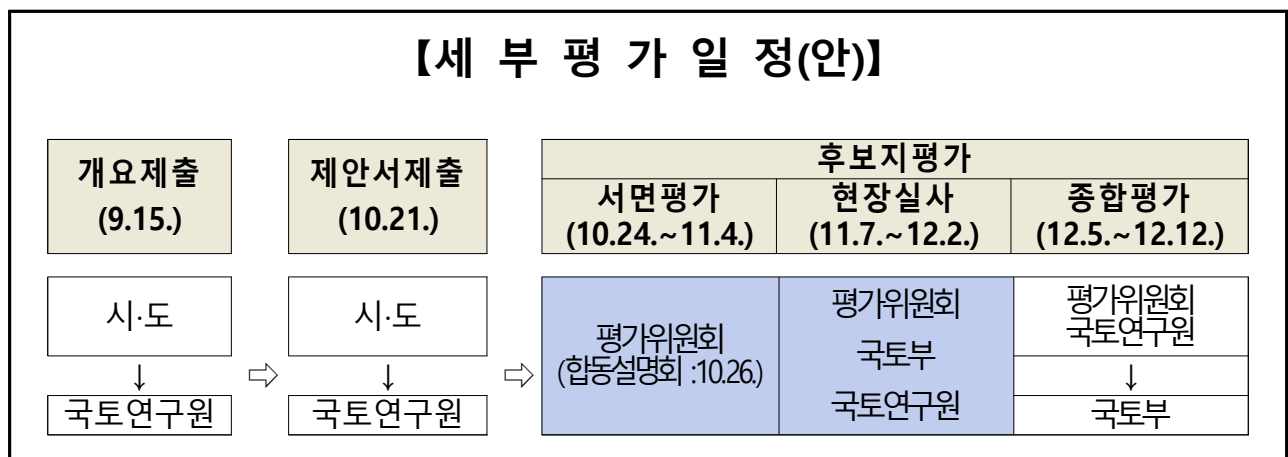 【세 부 평 가 일 정(안)】
개요제출
(9.15.)
제안서제출
(10.21.)
후보지평가
서면평가
(10.24.~11.4.)
현장실사
(11.7.~12.2.)
종합평가
(12.5.~12.12.)
시·도
↓
국토연구원
⇨
시·도
↓
국토연구원
⇨
평가위원회
(합동설명회 :10.26.)
평가위원회
국토부
국토연구원
평가위원회
국토연구원
↓
국토부